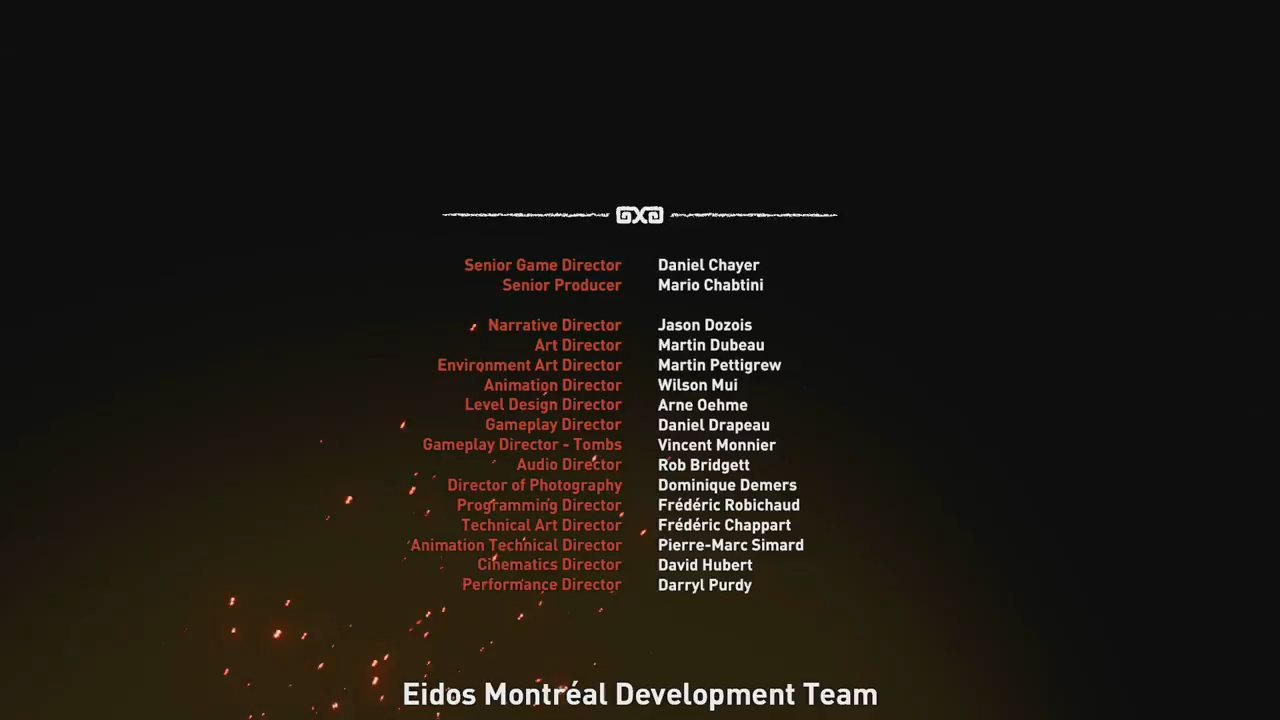 Senior Game Director Daniel Chayer
Senior Producer Mario Chabtini
Narrative Director Jason Dozois
Art Director Martin Dubeau
Environment Art Director Martin Pettigrew
Animation Director Wilson Mui
Level Design Director Arne Oehme
Gameplay Director Daniel Drapeau
Gameplay Director - Tombs Vincent Monnier
Audio Director Rob Bridgett
Director of Photography Dominique Demers
Programming Director Frédéric Robichaud
Technical Art Director Frédéric Chappart
Animation Technical Director Pierre-Marc Simard
Cinematics Director David Hubert
Performance Director Darryl Purdy
Eidos Montréal Development Team